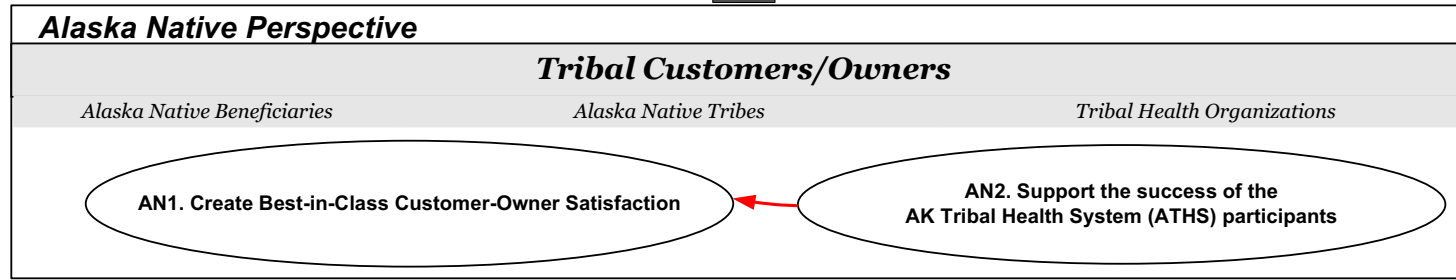 Alaska Native Perspective
Tribal Customers/Owners
Alaska Native Beneficiaries
Alaska Native Tribes
Tribal Health Organizations
AN1. Create Best-in-Class Customer-Owner Satisfaction
AN2. Support the success of the
AK Tribal Health System (ATHS) participants